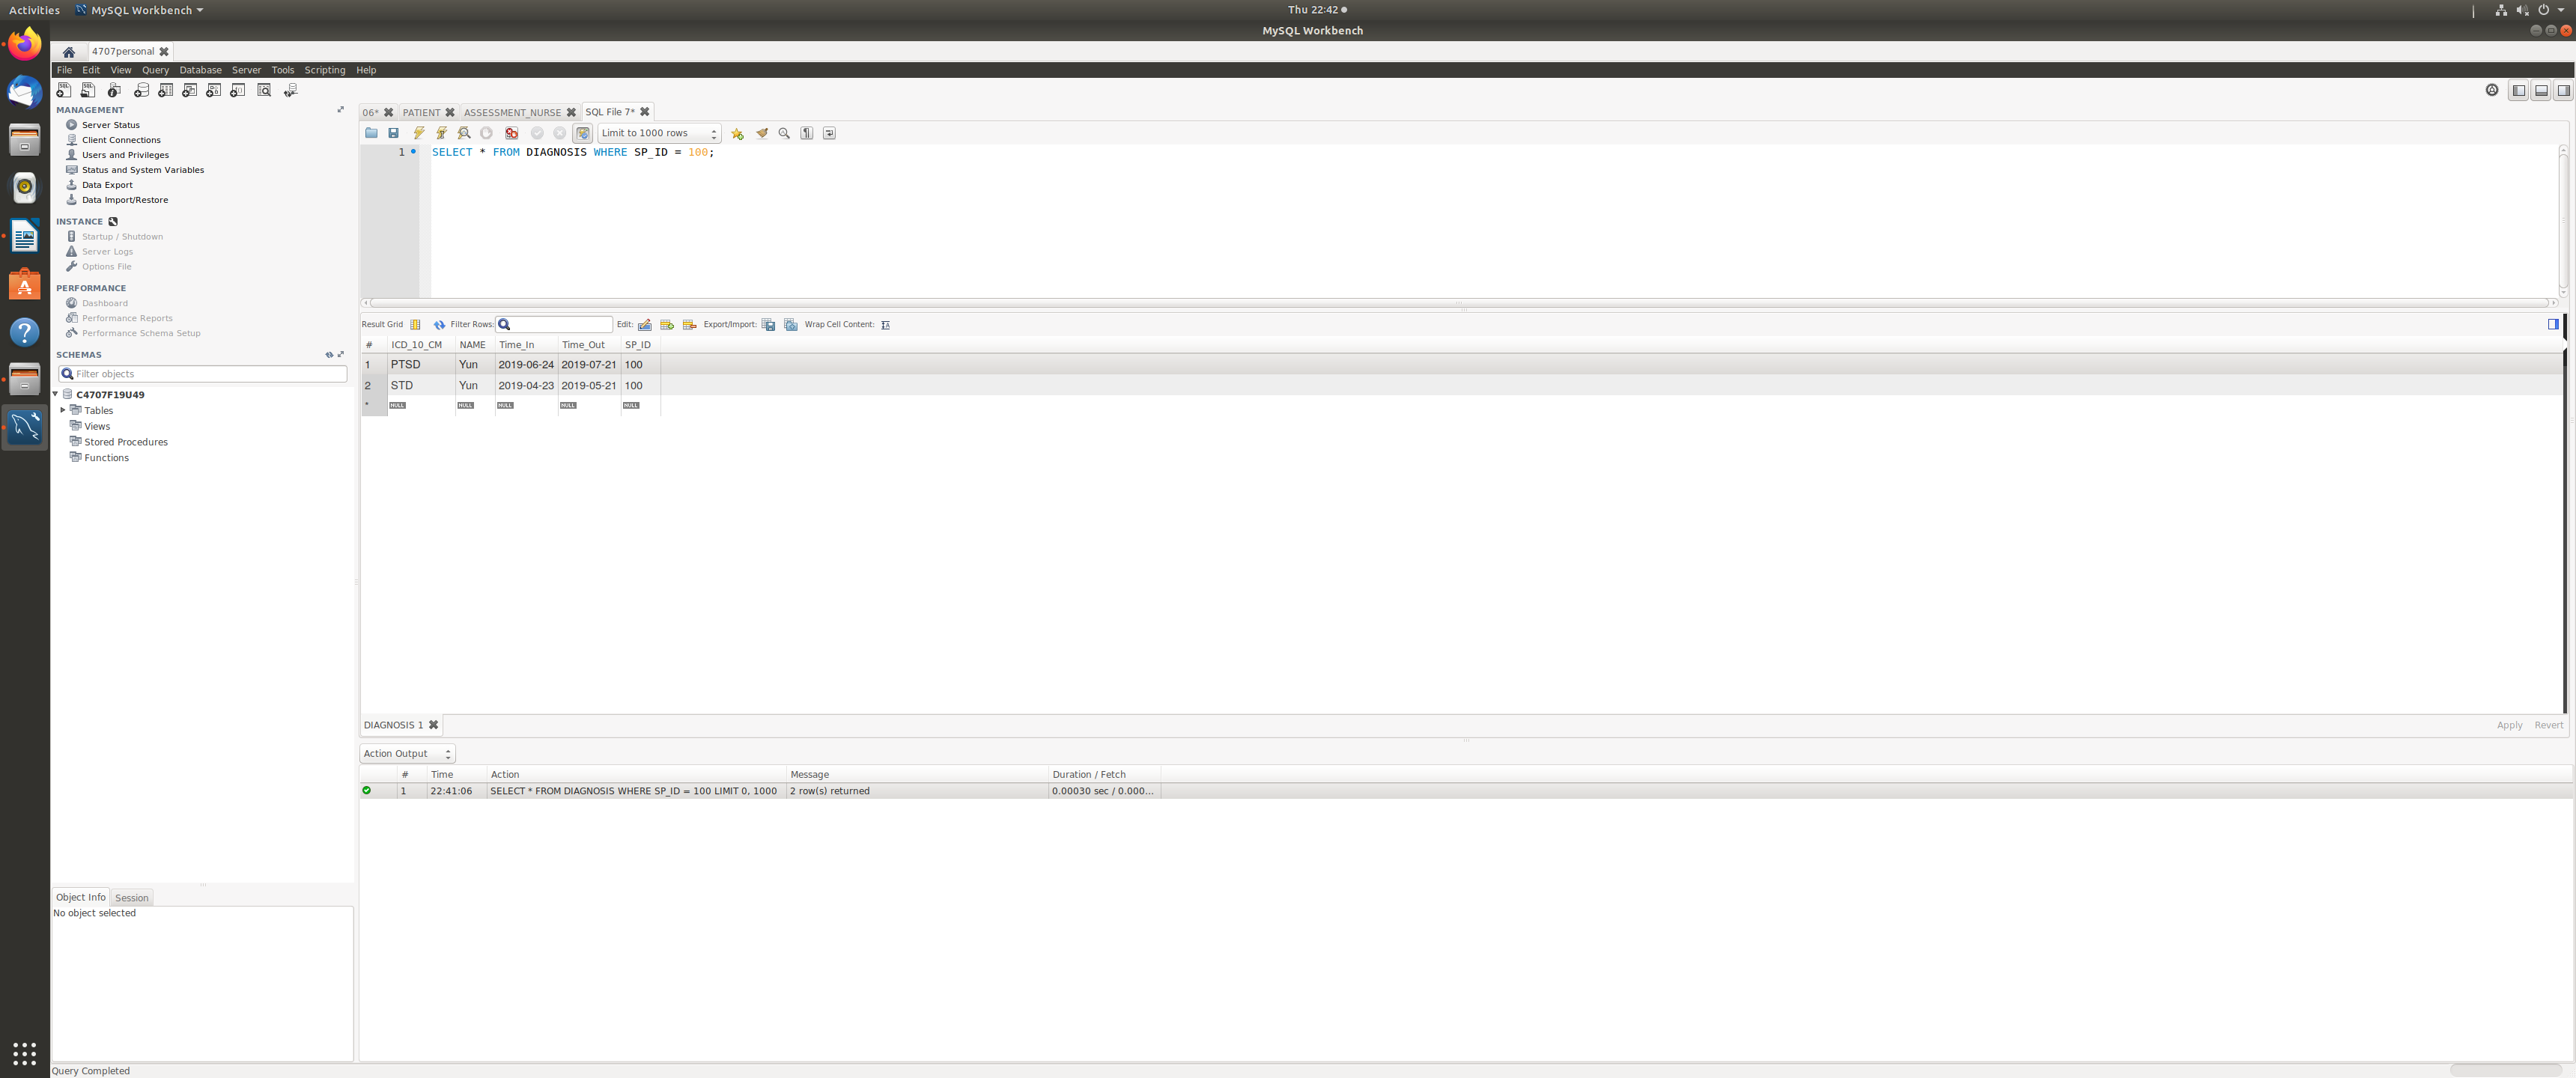 Activities MySQL Workbench Thu 22:42
MySQL Workbench
4707personal
File Edit View Query Database Server Tools Scripting Help
MANAGEMENT
Server Status
Client Connections
Users and Privileges
Status and System Variables
Data Export
Data Import/Restore
INSTANCE
Startup / Shutdown
Server Logs
Options File
PERFORMANCE
Dashboard
Performance Reports
Performance Schema Setup
SCHEMAS
Filter objects
C4707F19U49
Tables
Views
Stored Procedures
Functions
Object Info Session
No object selected
06* PATIENT ASSESSMENT_NURSE SQL File 7*
Limit to 1000 rows
1 SELECT * FROM DIAGNOSIS WHERE SP_ID = 100;
Result Grid Filter Rows: Edit: Export/Import: Wrap Cell Content:
# ICD_10_CM NAME Time_In Time_Out SP_ID
1 PTSD Yun 2019-06-24 2019-07-21 100
2 STD Yun 2019-04-23 2019-05-21 100
* NULL NULL NULL NULL NULL
DIAGNOSIS 1 Apply Revert
Action Output
# Time Action Message Duration / Fetch
1 22:41:06 SELECT * FROM DIAGNOSIS WHERE SP_ID = 100 LIMIT 0, 1000 2 row(s) returned 0.00030 sec / 0.000...
Query Completed